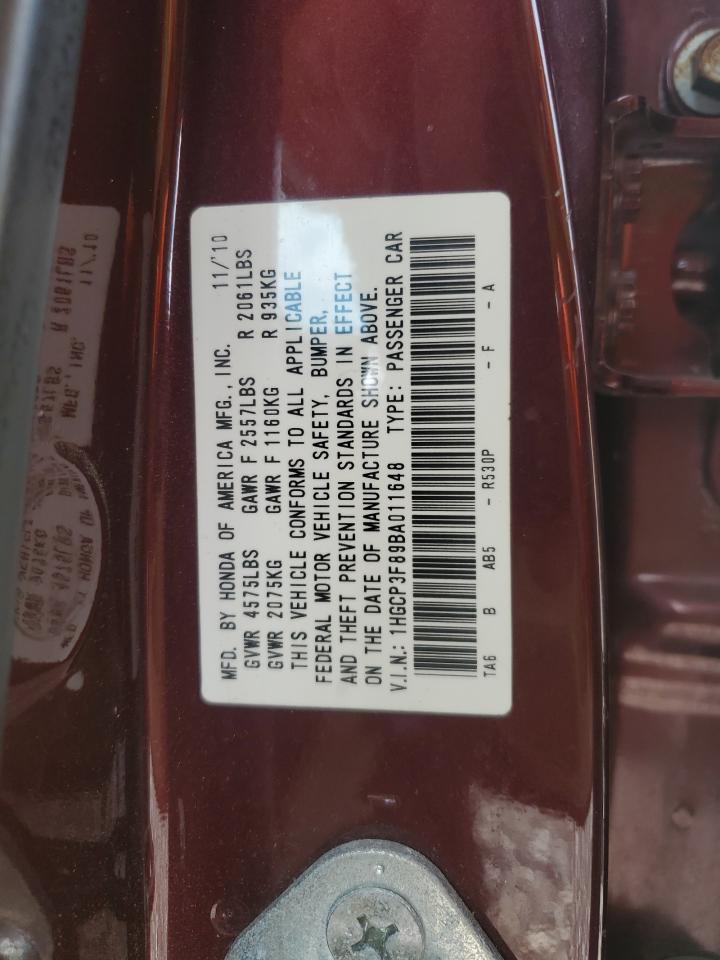 MFD. BY HONDA OF AMERICA MFG., INC. 11/'10
GVWR 4575LBS GAWR F 2557LBS R 2061LBS
GVWR 2075KG GAWR F 1160KG R 935KG
THIS VEHICLE CONFORMS TO ALL APPLICABLE
FEDERAL MOTOR VEHICLE SAFETY, BUMPER,
AND THEFT PREVENTION STANDARDS IN EFFECT
ON THE DATE OF MANUFACTURE SHOWN ABOVE.
V.I.N.: 1HGCP3F89BA011648 TYPE: PASSENGER CAR
TA6 B AB5 - R530P - F - A